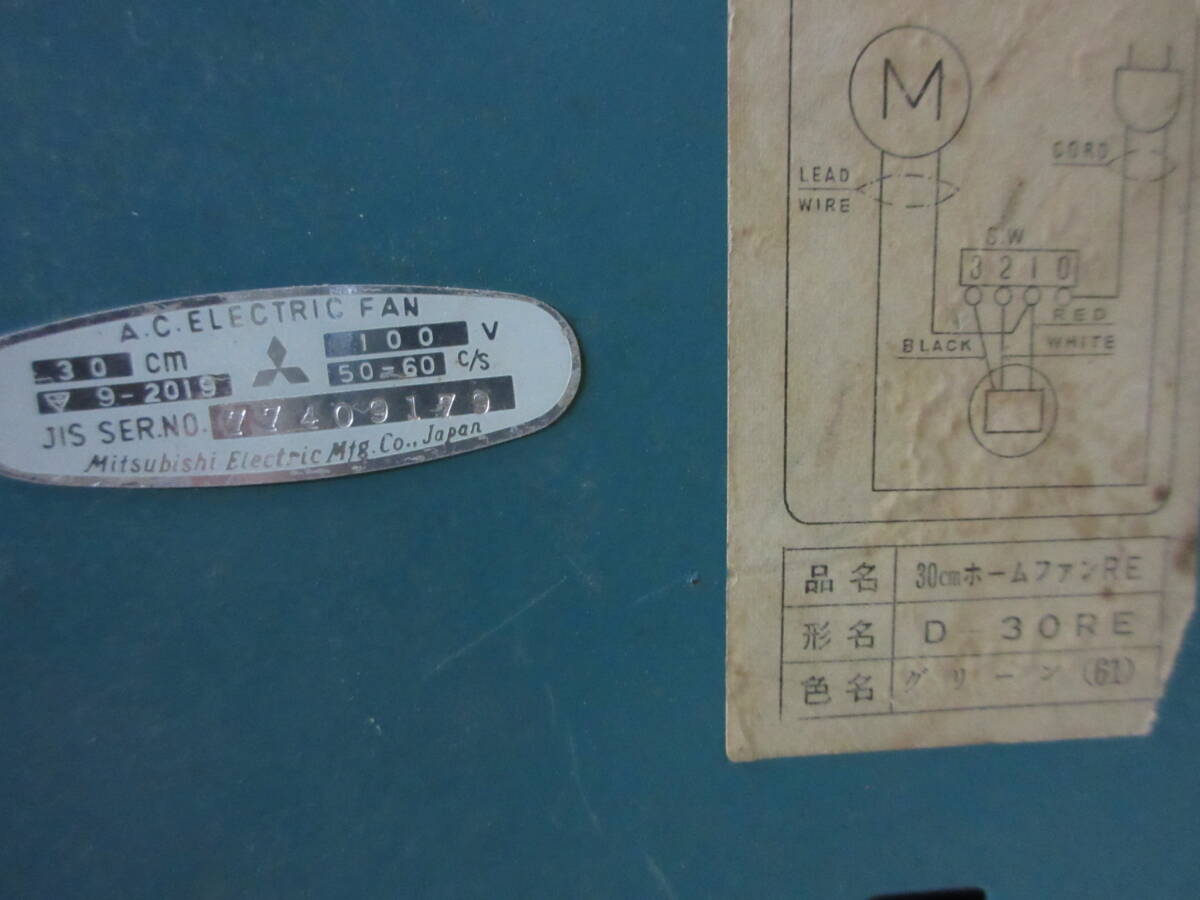 A.C. ELECTRIC FAN
30 cm
100 V
▽ 9-2019
50-60 c/s
JIS SER.NO. 77409179
Mitsubishi Electric Mfg. Co., Japan
M
CORD
LEAD
WIRE
S.W
3 2 1 0
RED
BLACK
WHITE
品名 30cmホームファンRE
形名 D-30RE
色名 グリーン (61)